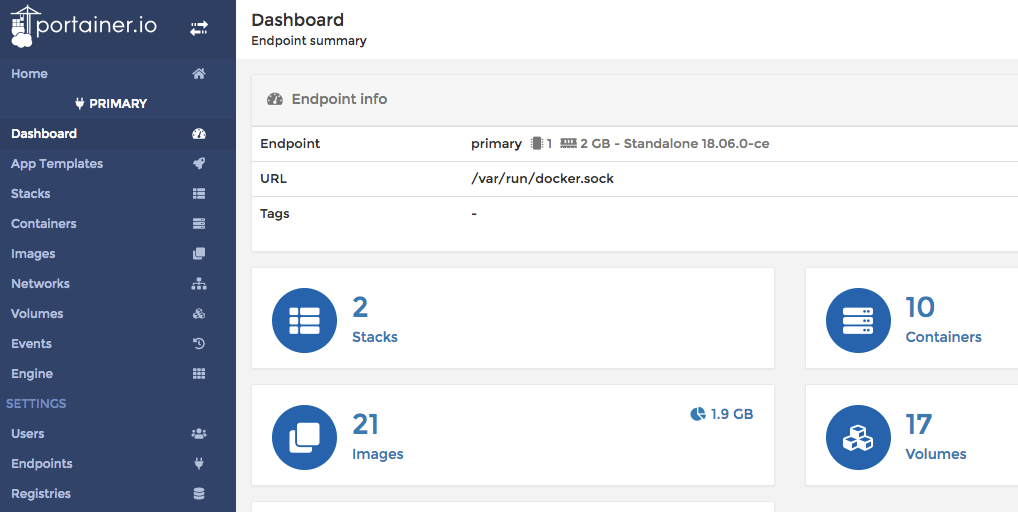 portainer.io
Home
PRIMARY
Dashboard
App Templates
Stacks
Containers
Images
Networks
Volumes
Events
Engine
SETTINGS
Users
Endpoints
Registries
Dashboard
Endpoint summary
Endpoint info
Endpoint primary 1 2 GB - Standalone 18.06.0-ce
URL /var/run/docker.sock
Tags -
2
Stacks
10
Containers
21
Images
1.9 GB
17
Volumes